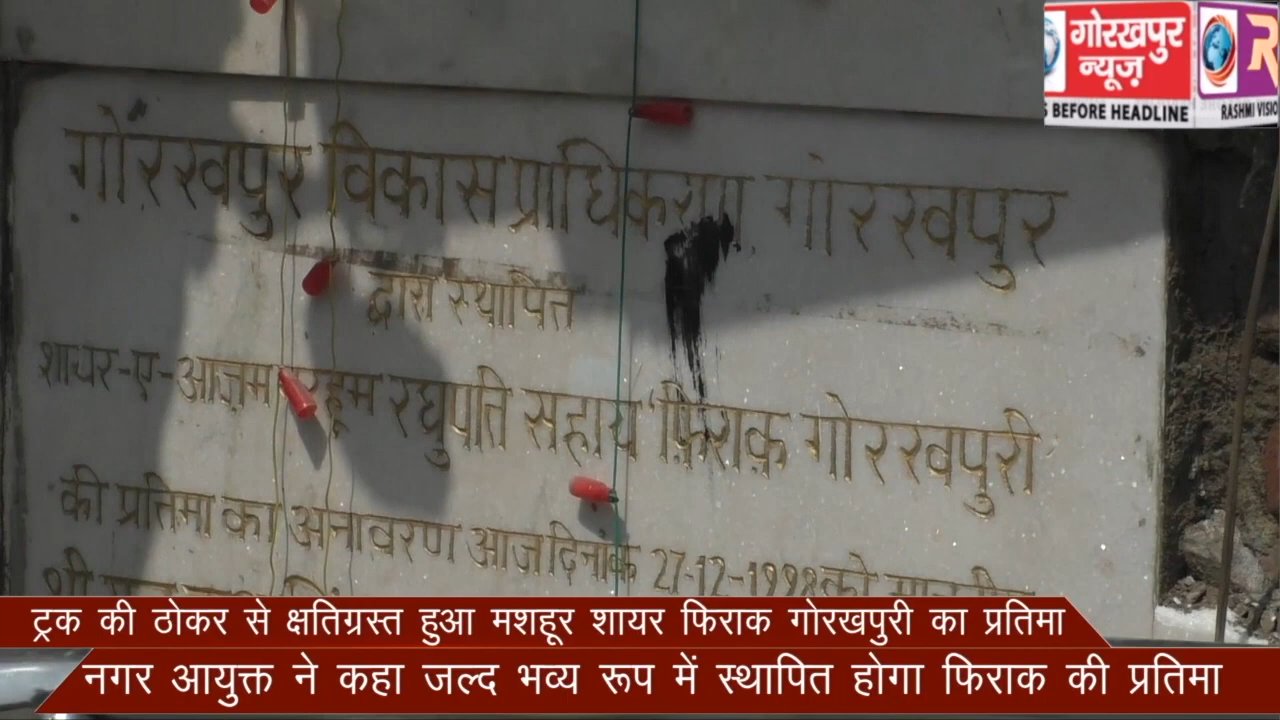 गोरखपुर
न्यूज़
BEFORE HEADLINE
RASHMI VISIO
गोरखपुर विकास प्राधिकरण गोरखपुर
द्वारा स्थापित
शायर-ए-आज़म मरहूम रघुपति सहाय 'फ़िराक़ गोरखपुरी
की प्रतिमा का अनावरण आज दिनांक 27-12-1998 को
श्री
ट्रक की ठोकर से क्षतिग्रस्त हुआ मशहूर शायर फिराक गोरखपुरी का प्रतिमा
नगर आयुक्त ने कहा जल्द भव्य रूप में स्थापित होगा फिराक की प्रतिमा